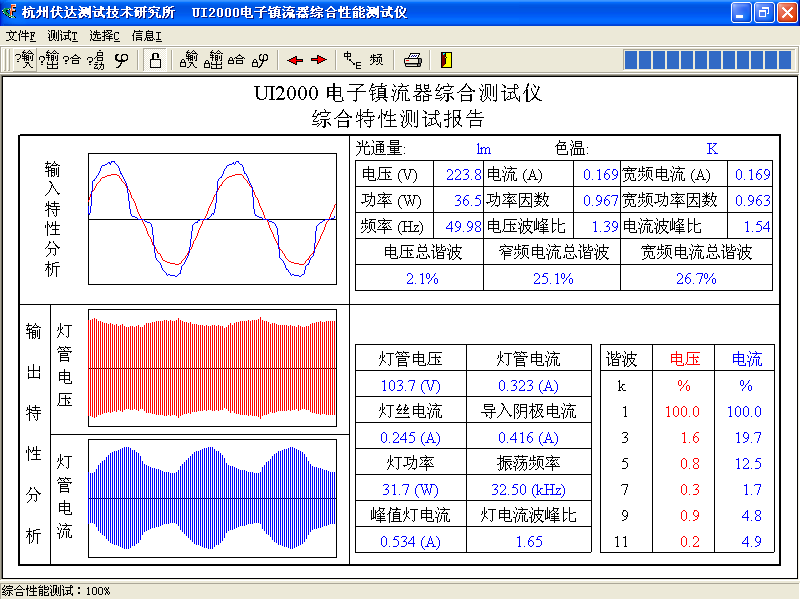 杭州伏达测试技术研究所 UI2000电子镇流器综合性能测试仪
文件F 测试T 选择C 信息I
?输入 ?输出 ?合 ?启动 输入 输出 合 频
UI2000 电子镇流器综合测试仪
综合特性测试报告
输入特性分析
光通量: lm 色温: K
电压 (V) 223.8 电流 (A) 0.169 宽频电流 (A) 0.169
功率 (W) 36.5 功率因数 0.967 宽频功率因数 0.963
频率 (Hz) 49.98 电压波峰比 1.39 电流波峰比 1.54
电压总谐波 窄频电流总谐波 宽频电流总谐波
2.1% 25.1% 26.7%
输出特性分析
灯管电压
灯管电流
灯管电压 灯管电流
103.7 (V) 0.323 (A)
灯丝电流 导入阴极电流
0.245 (A) 0.416 (A)
灯功率 振荡频率
31.7 (W) 32.50 (kHz)
峰值灯电流 灯电流波峰比
0.534 (A) 1.65
谐波 电压 电流
k % %
1 100.0 100.0
3 1.6 19.7
5 0.8 12.5
7 0.3 1.7
9 0.9 4.8
11 0.2 4.9
综合性能测试：100%